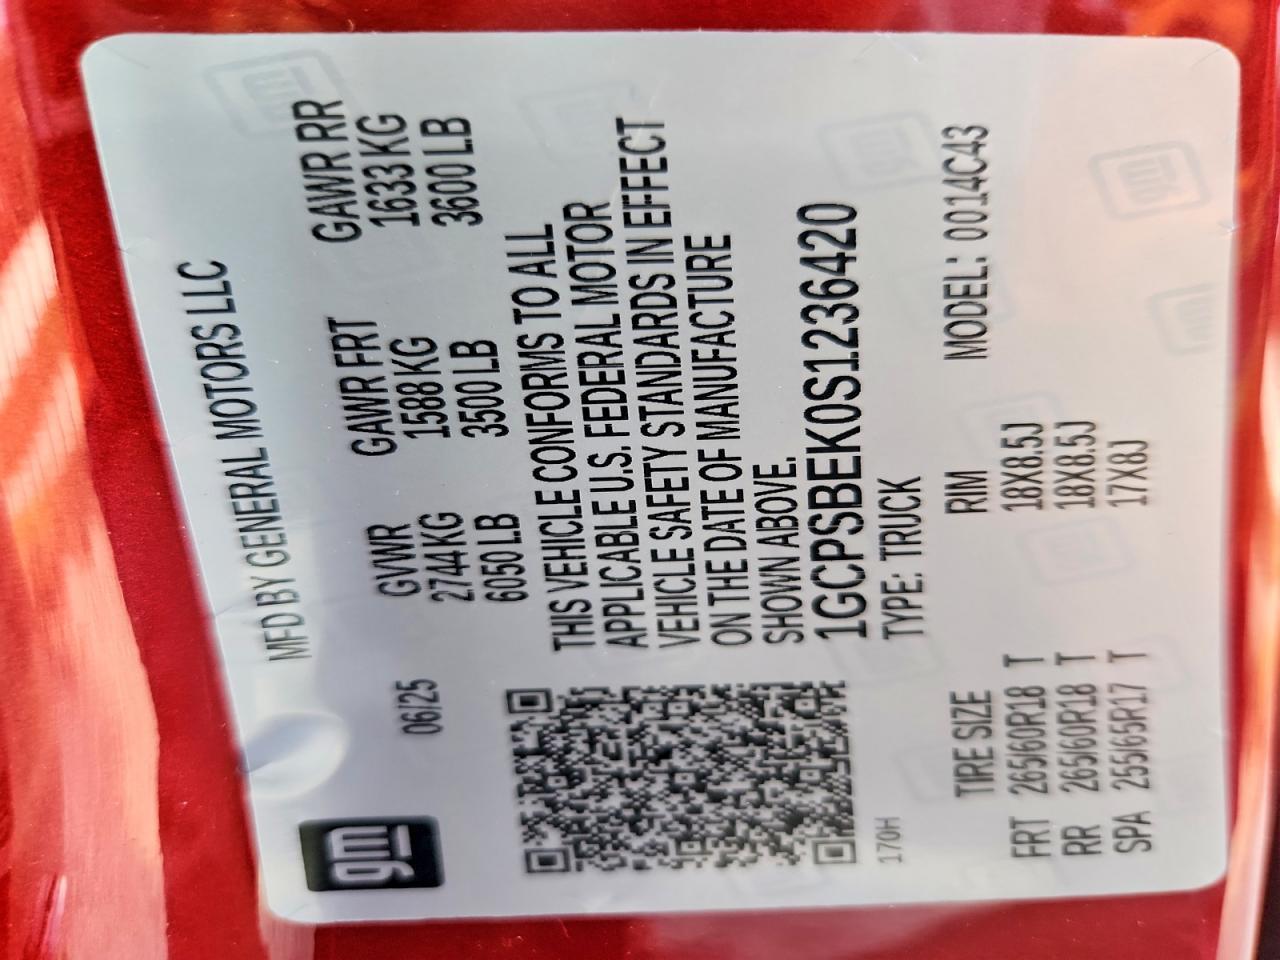 gm
MFD BY GENERAL MOTORS LLC
06/25 GVWR GAWR FRT GAWR RR
2744KG 1588 KG 1633 KG
6050 LB 3500 LB 3600 LB
THIS VEHICLE CONFORMS TO ALL
APPLICABLE U.S. FEDERAL MOTOR
VEHICLE SAFETY STANDARDS IN EFFECT
ON THE DATE OF MANUFACTURE
SHOWN ABOVE.
1GCPSBEK0S1236420
TYPE: TRUCK MODEL: 0014C43
170H
TIRE SIZE RIM
FRT 265/60R18 T 18X8.5J
RR 265/60R18 T 18X8.5J
SPA 255/65R17 T 17X8J